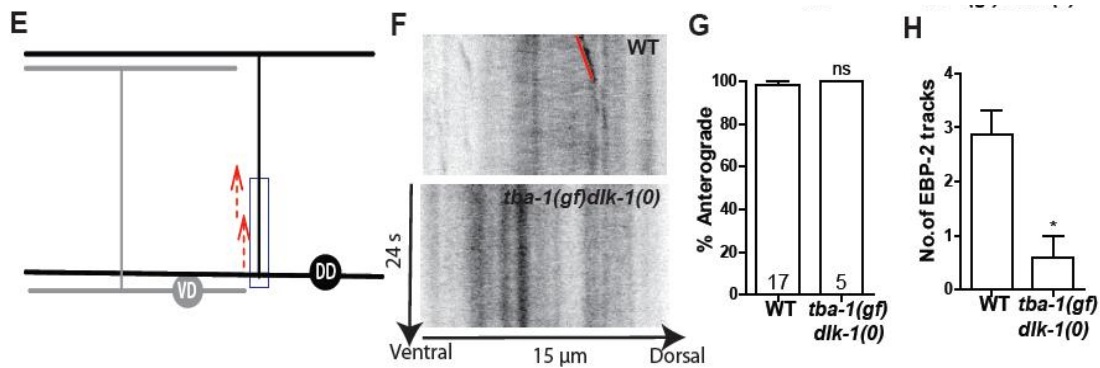 E
VD
DD
F
WT
tba-1(gf)dlk-1(0)
24 s
Ventral
15 µm
Dorsal
G
% Anterograde
100
80
60
40
20
0
ns
17
5
WT
tba-1(gf)
dlk-1(0)
H
No.of EBP-2 tracks
4
3
2
1
0
*
WT
tba-1(gf)
dlk-1(0)